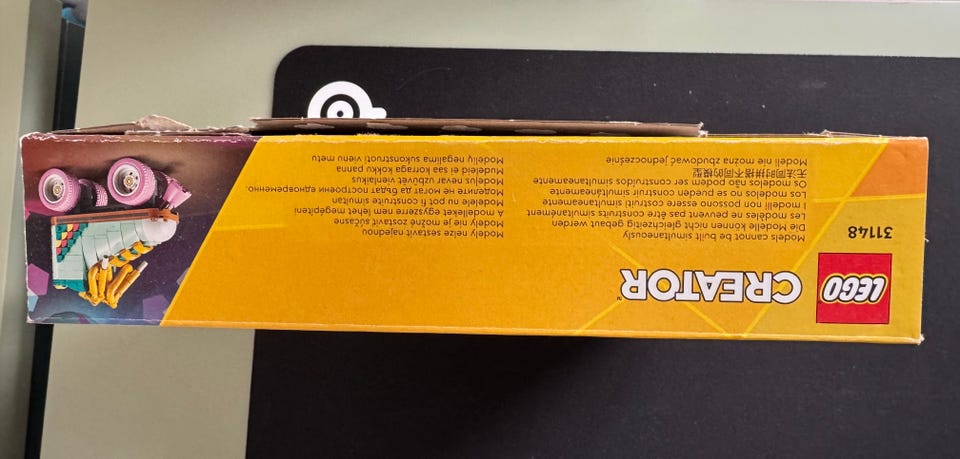 LEGO
CREATOR™
31148
Models cannot be built simultaneously
Die Modelle können nicht gleichzeitig gebaut werden
Les modèles ne peuvent pas être construits simultanément
I modelli non possono essere costruiti simultaneamente
Los modelos no se pueden construir simultáneamente
Os modelos não podem ser construídos simultaneamente
无法同时拼搭不同的模型
Modeli nie można zbudować jednocześnie
Modely nelze sestavit najednou
Modely nie je možné zostaviť súčasne
A modelleket egyszerre nem lehet megépíteni
Modelele nu pot fi construite simultan
Моделите не могат да бъдат построени едновременно.
Modeļus nevar uzbūvēt vienlaikus
Mudeleid ei saa korraga kokku panna
Modelių negalima sukonstruoti vienu metu